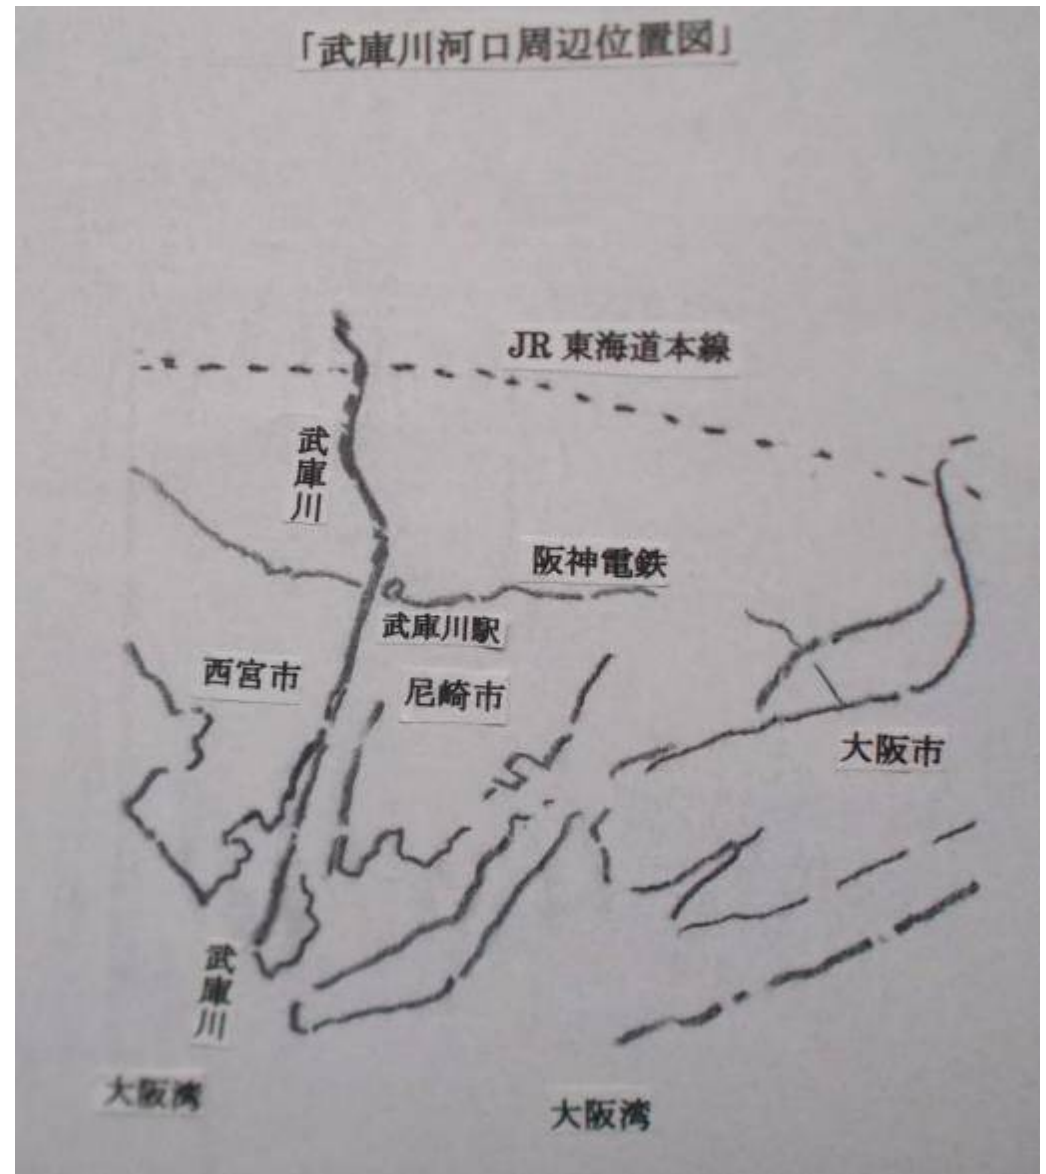 「武庫川河口周辺位置図」
JR 東海道本線
武庫川
阪神電鉄
武庫川駅
西宮市
尼崎市
大阪市
武庫川
大阪湾
大阪湾